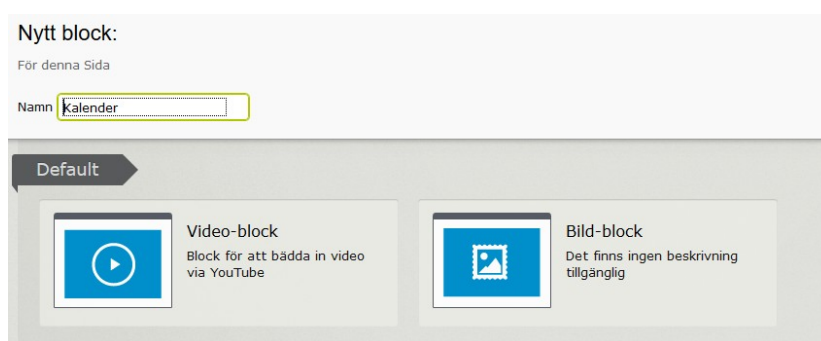 Nytt block:
För denna Sida
Namn Kalender
Default
Video-block
Block för att bädda in video
via YouTube
Bild-block
Det finns ingen beskrivning
tillgänglig